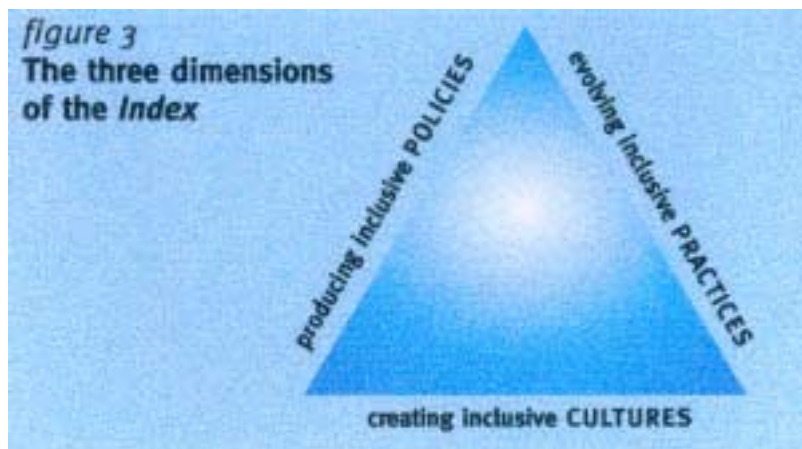 figure 3
The three dimensions
of the Index
producing inclusive POLICIES
evolving inclusive PRACTICES
creating inclusive CULTURES